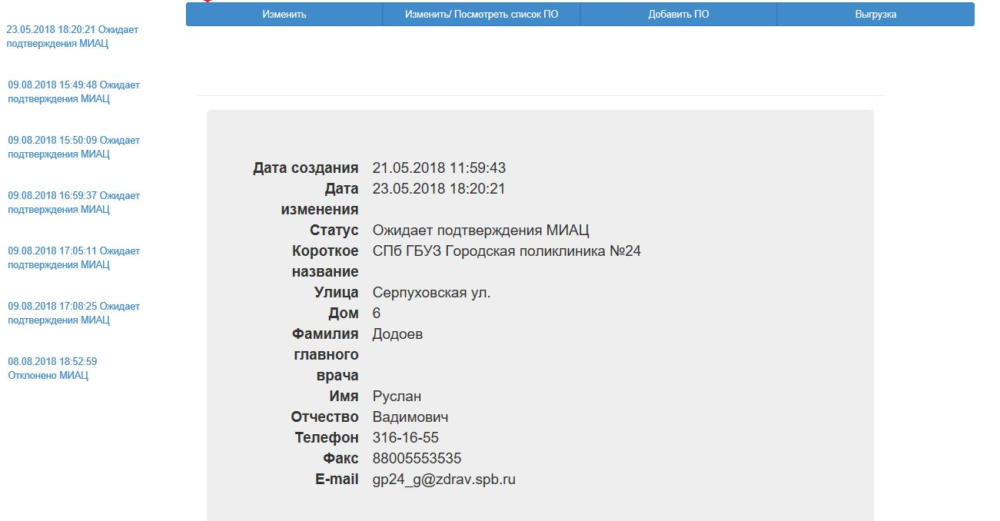 Изменить
Изменить/ Посмотреть список ПО
Добавить ПО
Выгрузка
23.05.2018 18:20:21 Ожидает
подтверждения МИАЦ
09.08.2018 15:49:48 Ожидает
подтверждения МИАЦ
09.08.2018 15:50:09 Ожидает
подтверждения МИАЦ
09.08.2018 16:59:37 Ожидает
подтверждения МИАЦ
09.08.2018 17:05:11 Ожидает
подтверждения МИАЦ
09.08.2018 17:08:25 Ожидает
подтверждения МИАЦ
08.08.2018 18:52:59
Отклонено МИАЦ
Дата создания 21.05.2018 11:59:43
Дата 23.05.2018 18:20:21
изменения
Статус Ожидает подтверждения МИАЦ
Короткое СПб ГБУЗ Городская поликлиника №24
название
Улица Серпуховская ул.
Дом 6
Фамилия Додоев
главного
врача
Имя Руслан
Отчество Вадимович
Телефон 316-16-55
Факс 88005553535
E-mail gp24_g@zdrav.spb.ru